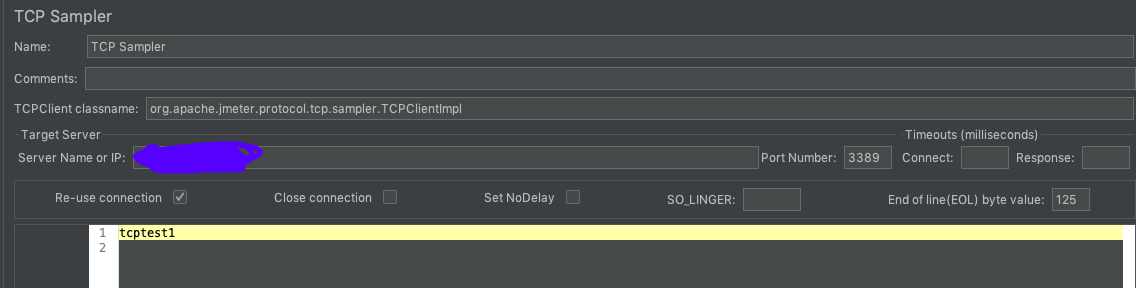 TCP Sampler
Name: TCP Sampler
Comments:
TCPClient classname: org.apache.jmeter.protocol.tcp.sampler.TCPClientImpl
Target Server Timeouts (milliseconds)
Server Name or IP: Port Number: 3389 Connect: Response:
Re-use connection Close connection Set NoDelay SO_LINGER: End of line(EOL) byte value: 125
1 tcptest1
2